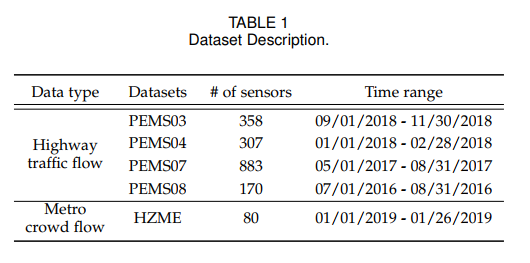 TABLE 1
Dataset Description.
Data type Datasets # of sensors Time range
Highway traffic flow
PEMS03 358 09/01/2018 - 11/30/2018
PEMS04 307 01/01/2018 - 02/28/2018
PEMS07 883 05/01/2017 - 08/31/2017
PEMS08 170 07/01/2016 - 08/31/2016
Metro crowd flow
HZME 80 01/01/2019 - 01/26/2019